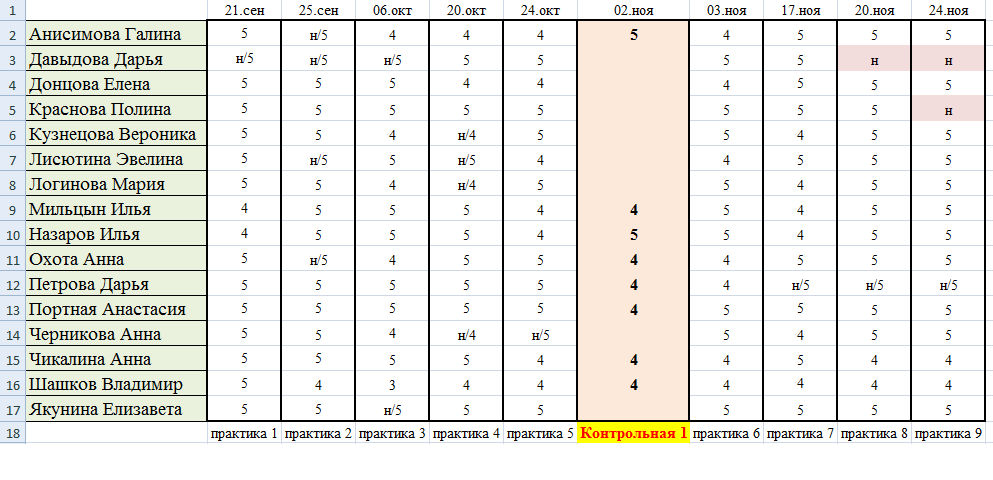 1 21.сен 25.сен 06.окт 20.окт 24.окт 02.ноя 03.ноя 17.ноя 20.ноя 24.ноя
2 Анисимова Галина 5 н/5 4 4 4 5 4 5 5 5
3 Давыдова Дарья н/5 н/5 н/5 5 5 5 5 н н
4 Донцова Елена 5 5 5 4 4 4 5 5 5
5 Краснова Полина 5 5 5 5 5 5 5 5 н
6 Кузнецова Вероника 5 5 4 н/4 5 5 4 5 5
7 Лисютина Эвелина 5 н/5 5 н/5 4 4 5 5 5
8 Логинова Мария 5 5 4 н/4 5 5 4 5 5
9 Мильцын Илья 4 5 5 5 4 4 5 4 5 5
10 Назаров Илья 4 5 5 5 4 5 5 4 5 5
11 Охота Анна 5 н/5 4 5 5 4 4 5 5 5
12 Петрова Дарья 5 5 5 5 5 4 4 н/5 н/5 н/5
13 Портная Анастасия 5 5 5 5 5 4 5 5 5 5
14 Черникова Анна 5 5 4 н/4 н/5 5 4 5 5
15 Чикалина Анна 5 5 5 5 4 4 4 5 4 4
16 Шашков Владимир 5 4 3 4 4 4 4 4 4 4
17 Якунина Елизавета 5 5 н/5 5 5 5 5 5 5
18 практика 1 практика 2 практика 3 практика 4 практика 5 Контрольная 1 практика 6 практика 7 практика 8 практика 9